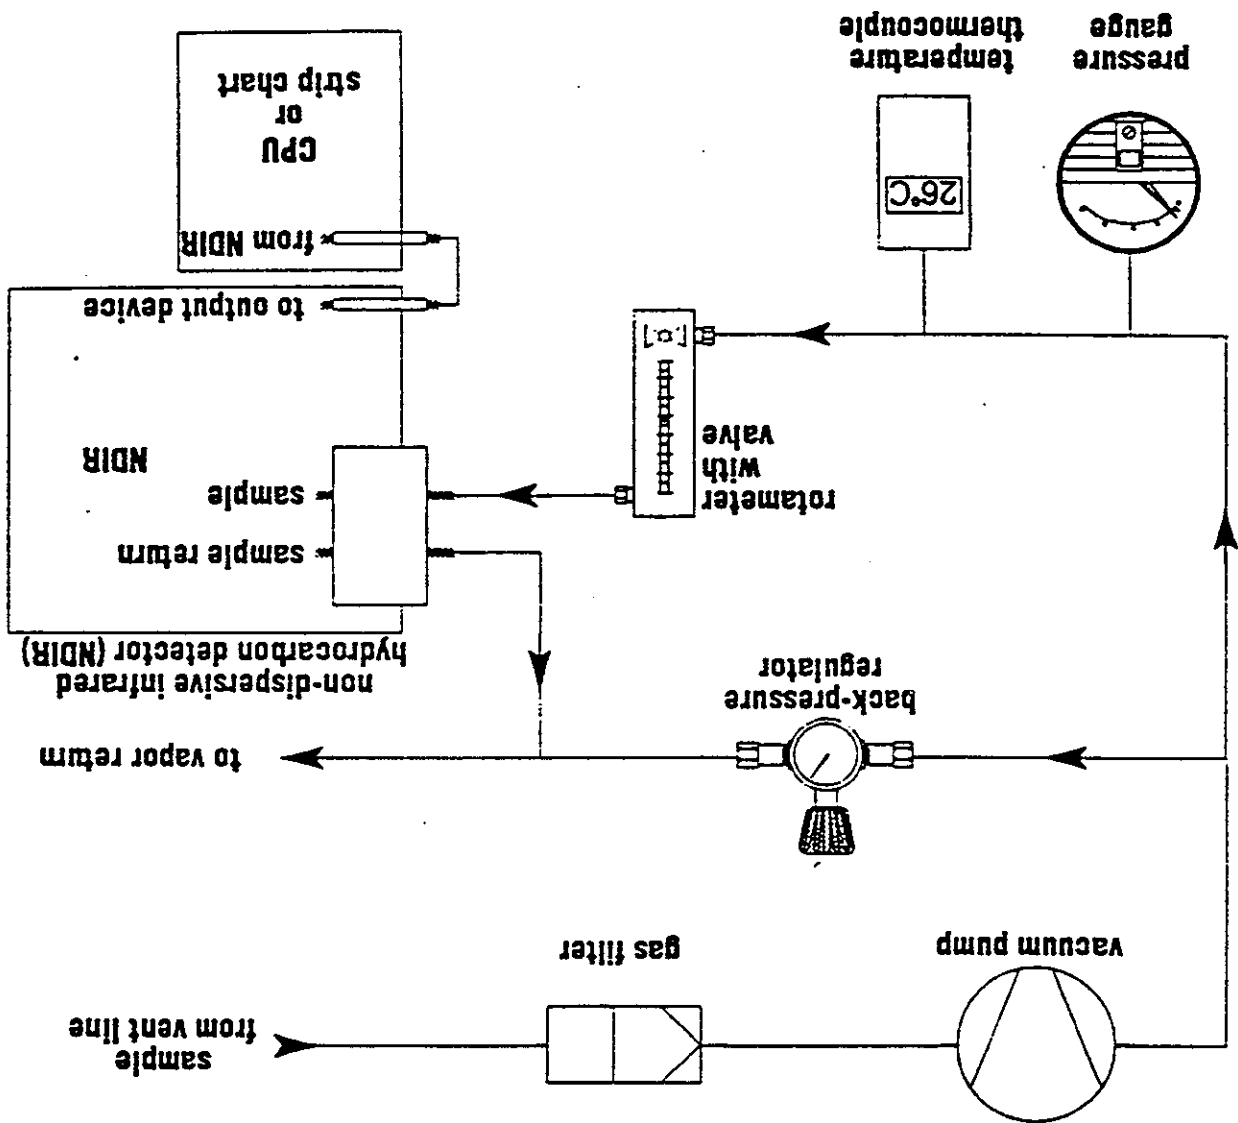 sample
from vent line
vacuum pump
gas filter
to vapor return
back-pressure
regulator
non-dispersive infrared
hydrocarbon detector (NDIR)
sample return
sample
NDIR
rotameter
with
valve
to output device
from NDIR
CPU
or
strip chart
26°C
pressure
gauge
temperature
thermocouple